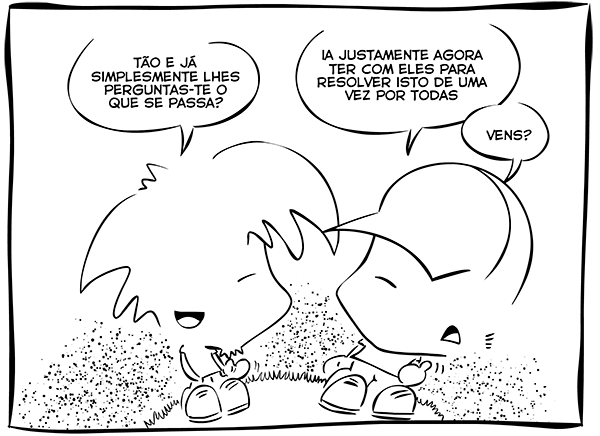 TÃO E JÁ
SIMPLESMENTE LHES
PERGUNTAS-TE O
QUE SE PASSA?
IA JUSTAMENTE AGORA
TER COM ELES PARA
RESOLVER ISTO DE UMA
VEZ POR TODAS
VENS?